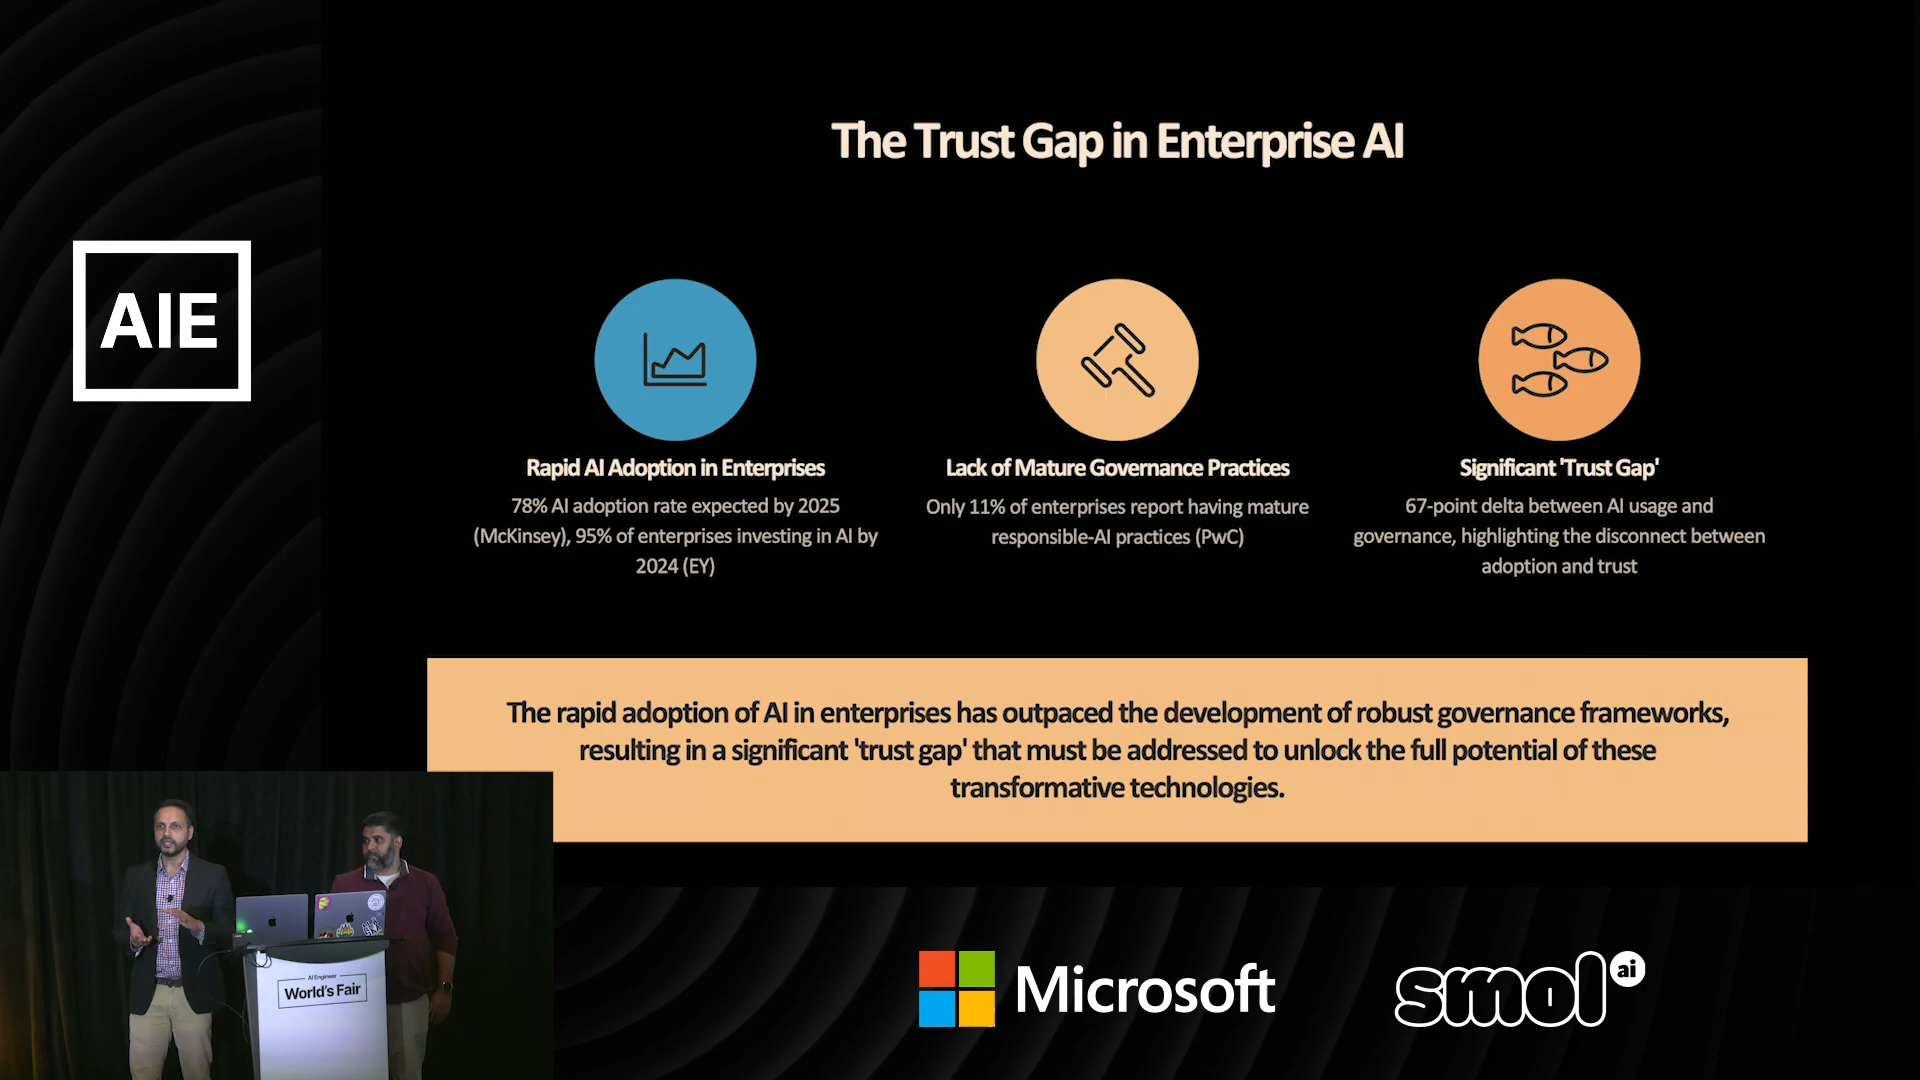 The Trust Gap in Enterprise AI
AIE
Rapid AI Adoption in Enterprises
78% AI adoption rate expected by 2025
(McKinsey), 95% of enterprises investing in AI by
2024 (EY)
Lack of Mature Governance Practices
Only 11% of enterprises report having mature
responsible-AI practices (PwC)
Significant 'Trust Gap'
67-point delta between AI usage and
governance, highlighting the disconnect between
adoption and trust
The rapid adoption of AI in enterprises has outpaced the development of robust governance frameworks,
resulting in a significant 'trust gap' that must be addressed to unlock the full potential of these
transformative technologies.
AI Engineer
World's Fair
Microsoft
smol ai